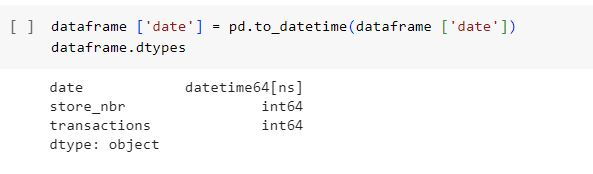 [ ] dataframe ['date'] = pd.to_datetime(dataframe ['date'])
dataframe.dtypes
date datetime64[ns]
store_nbr int64
transactions int64
dtype: object